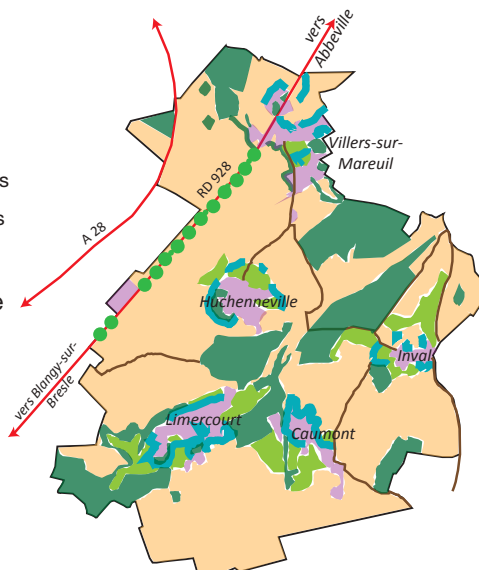 vers
Abbeville
Villers-sur-
Mareuil
s
RD 928
s
A 28
e
Huchenneville
Inval
vers Blangy-sur-
Bresle
Limercourt
Caumont